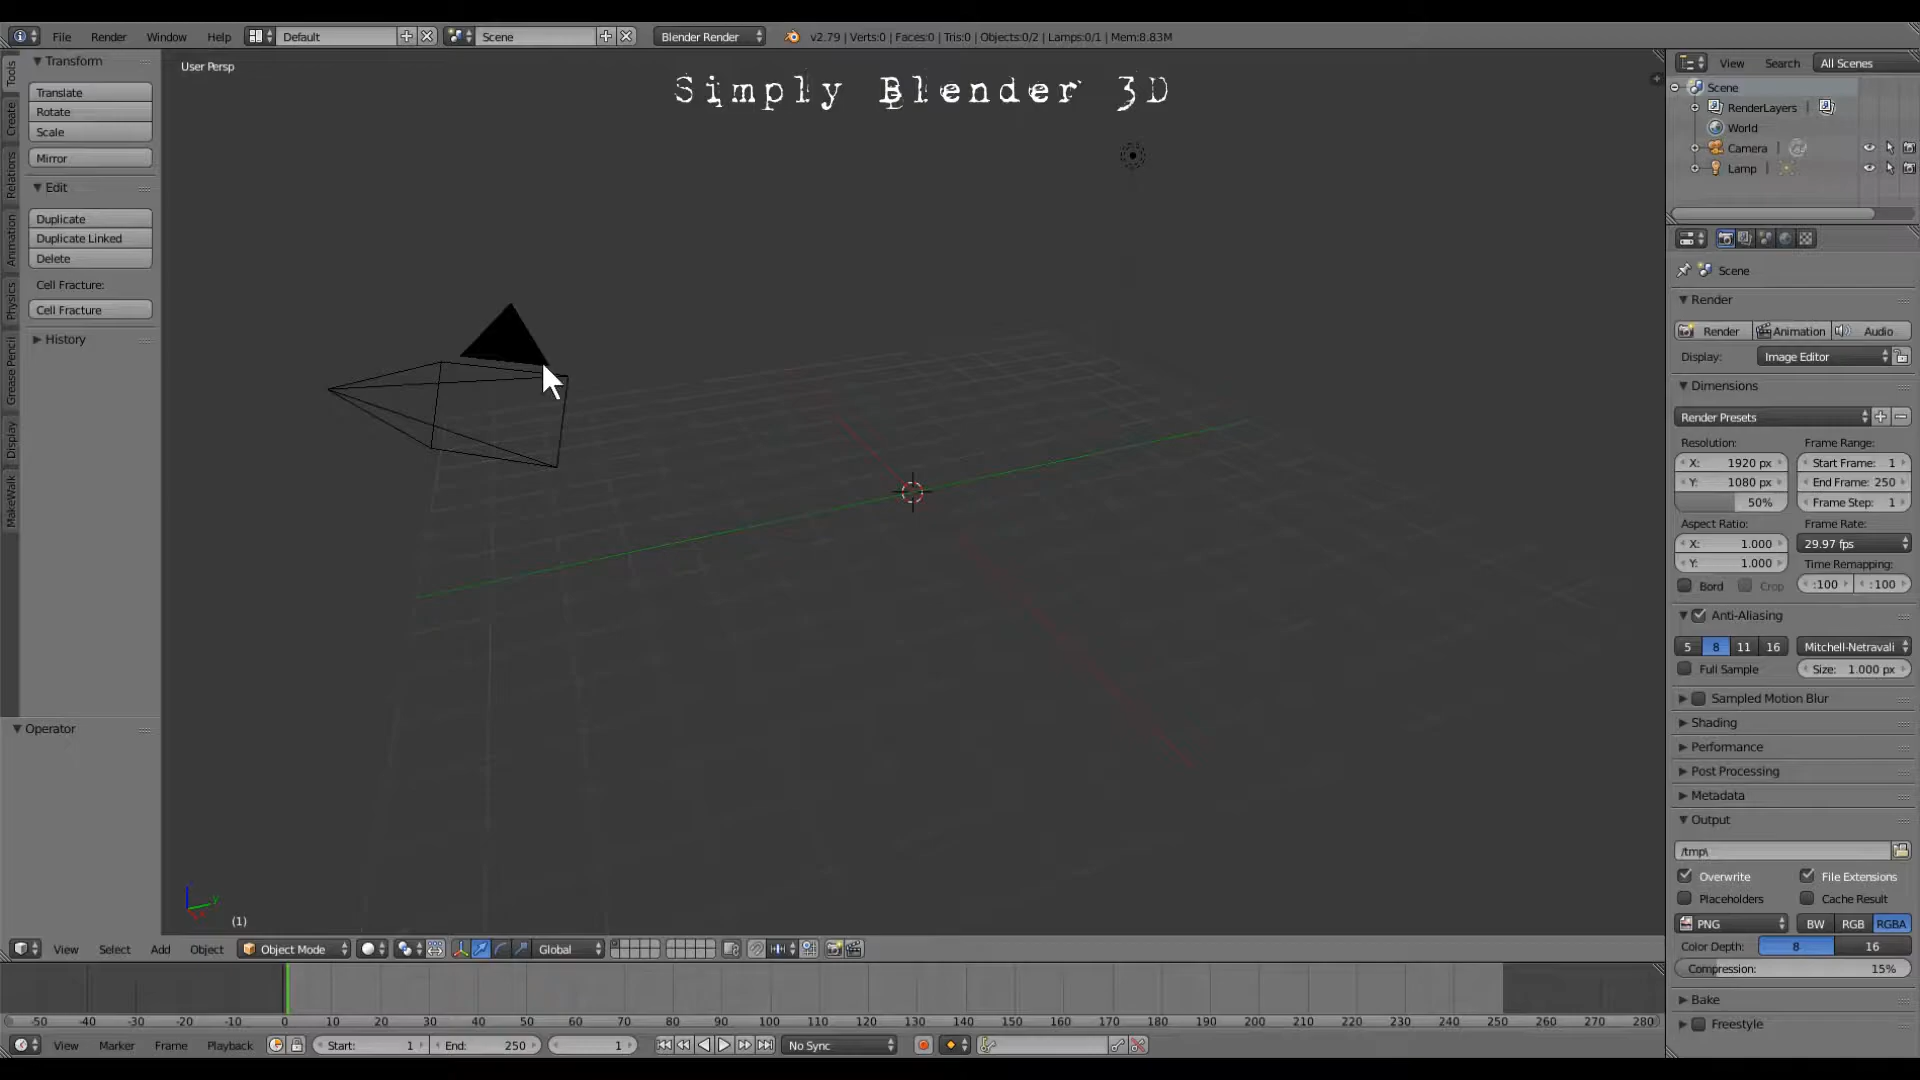 File Render Window Help Default Scene Blender Render v2.79 | Verts:0 | Faces:0 | Tris:0 | Objects:0/2 | Lamps:0/1 | Mem:8.83M
User Persp
Simply Blender 3D
Tools
Create
Relations
Animation
Physics
Grease Pencil
Display
MakeWalk
Transform
Translate
Rotate
Scale
Mirror
Edit
Duplicate
Duplicate Linked
Delete
Cell Fracture:
Cell Fracture
History
Operator
z
y
(1)
View Search All Scenes
Scene
RenderLayers |
World
Camera |
Lamp |
Scene
Render
Render Animation Audio
Display: Image Editor
Dimensions
Render Presets
Resolution: Frame Range:
X: 1920 px Start Frame: 1
Y: 1080 px End Frame: 250
50% Frame Step: 1
Aspect Ratio: Frame Rate:
X: 1.000 29.97 fps
Y: 1.000 Time Remapping:
Bord Crop :100 :100
Anti-Aliasing
5 8 11 16 Mitchell-Netravali
Full Sample Size: 1.000 px
Sampled Motion Blur
Shading
Performance
Post Processing
Metadata
Output
/tmp\
Overwrite File Extensions
Placeholders Cache Result
PNG BW RGB RGBA
Color Depth: 8 16
Compression: 15%
Bake
Freestyle
View Select Add Object Object Mode Global
-50 -40 -30 -20 -10 0 10 20 30 40 50 60 70 80 90 100 110 120 130 140 150 160 170 180 190 200 210 220 230 240 250 260 270 280
View Marker Frame Playback Start: 1 End: 250 1 No Sync